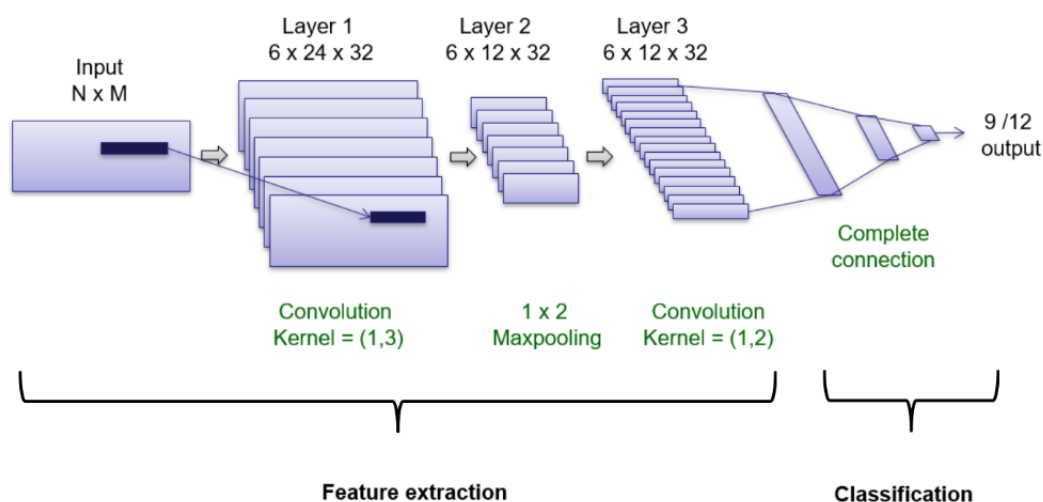 Input
N x M
Layer 1
6 x 24 x 32
Layer 2
6 x 12 x 32
Layer 3
6 x 12 x 32
9 /12
output
Complete
connection
Convolution
Kernel = (1,3)
1 x 2
Maxpooling
Convolution
Kernel = (1,2)
Feature extraction
Classification